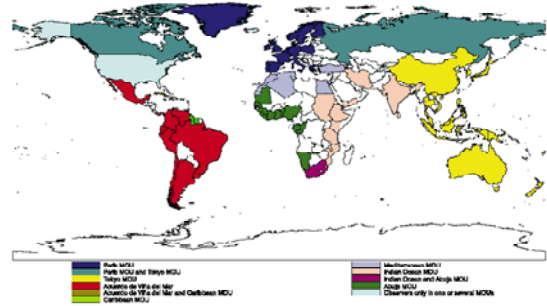 Paris MOU
Paris MOU and Tokyo MOU
Tokyo MOU
Acuerdo de Viña del Mar
Acuerdo de Viña del Mar and Caribbean MOU
Caribbean MOU
Mediterranean MOU
Indian Ocean MOU
Indian Ocean and Abuja MOU
Abuja MOU
Observers only in one or several MOUs